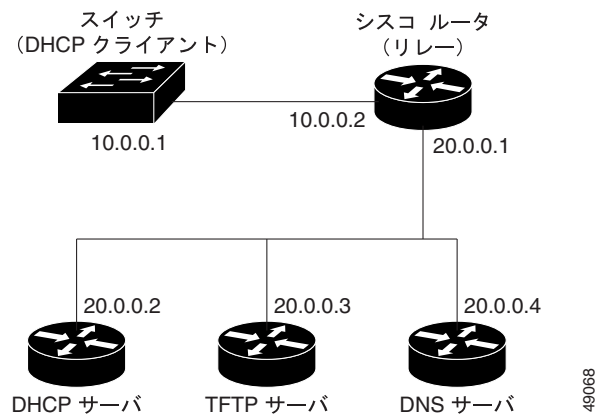 スイッチ
(DHCP クライアント)
シスコ ルータ
(リレー)
10.0.0.1
10.0.0.2
20.0.0.1
20.0.0.2
20.0.0.3
20.0.0.4
DHCP サーバ
TFTP サーバ
DNS サーバ
49068